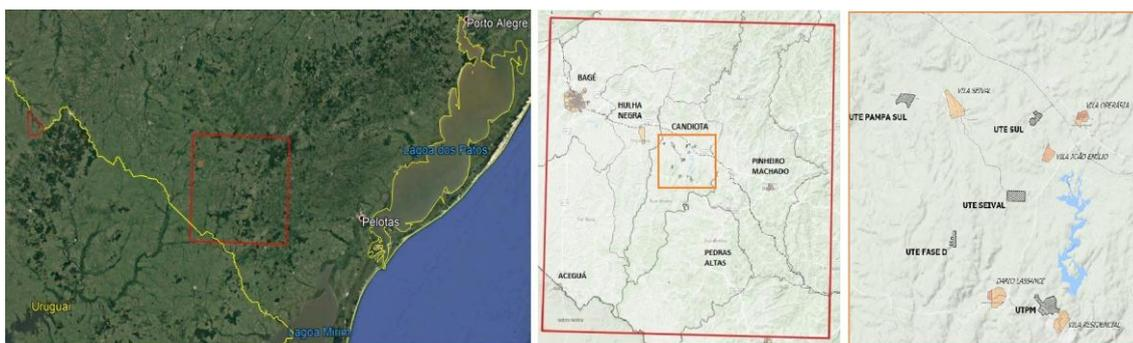 Porto Alegre
Lagoa dos Patos
Pelotas
Uruguai
Lagoa Mirim
BAGÉ
HULHA
NEGRA
CANDIOTA
PINHEIRO
MACHADO
PEDRAS
ALTAS
ACEGUÁ
VILA SEIVAL
UTE PAMPA SUL
UTE SUL
VILA OPERÁRIA
VILA JOÃO EMÍLIO
UTE SEIVAL
UTE FASE D
DARIO LASSANCE
UTPM
VILA RESIDENCIAL